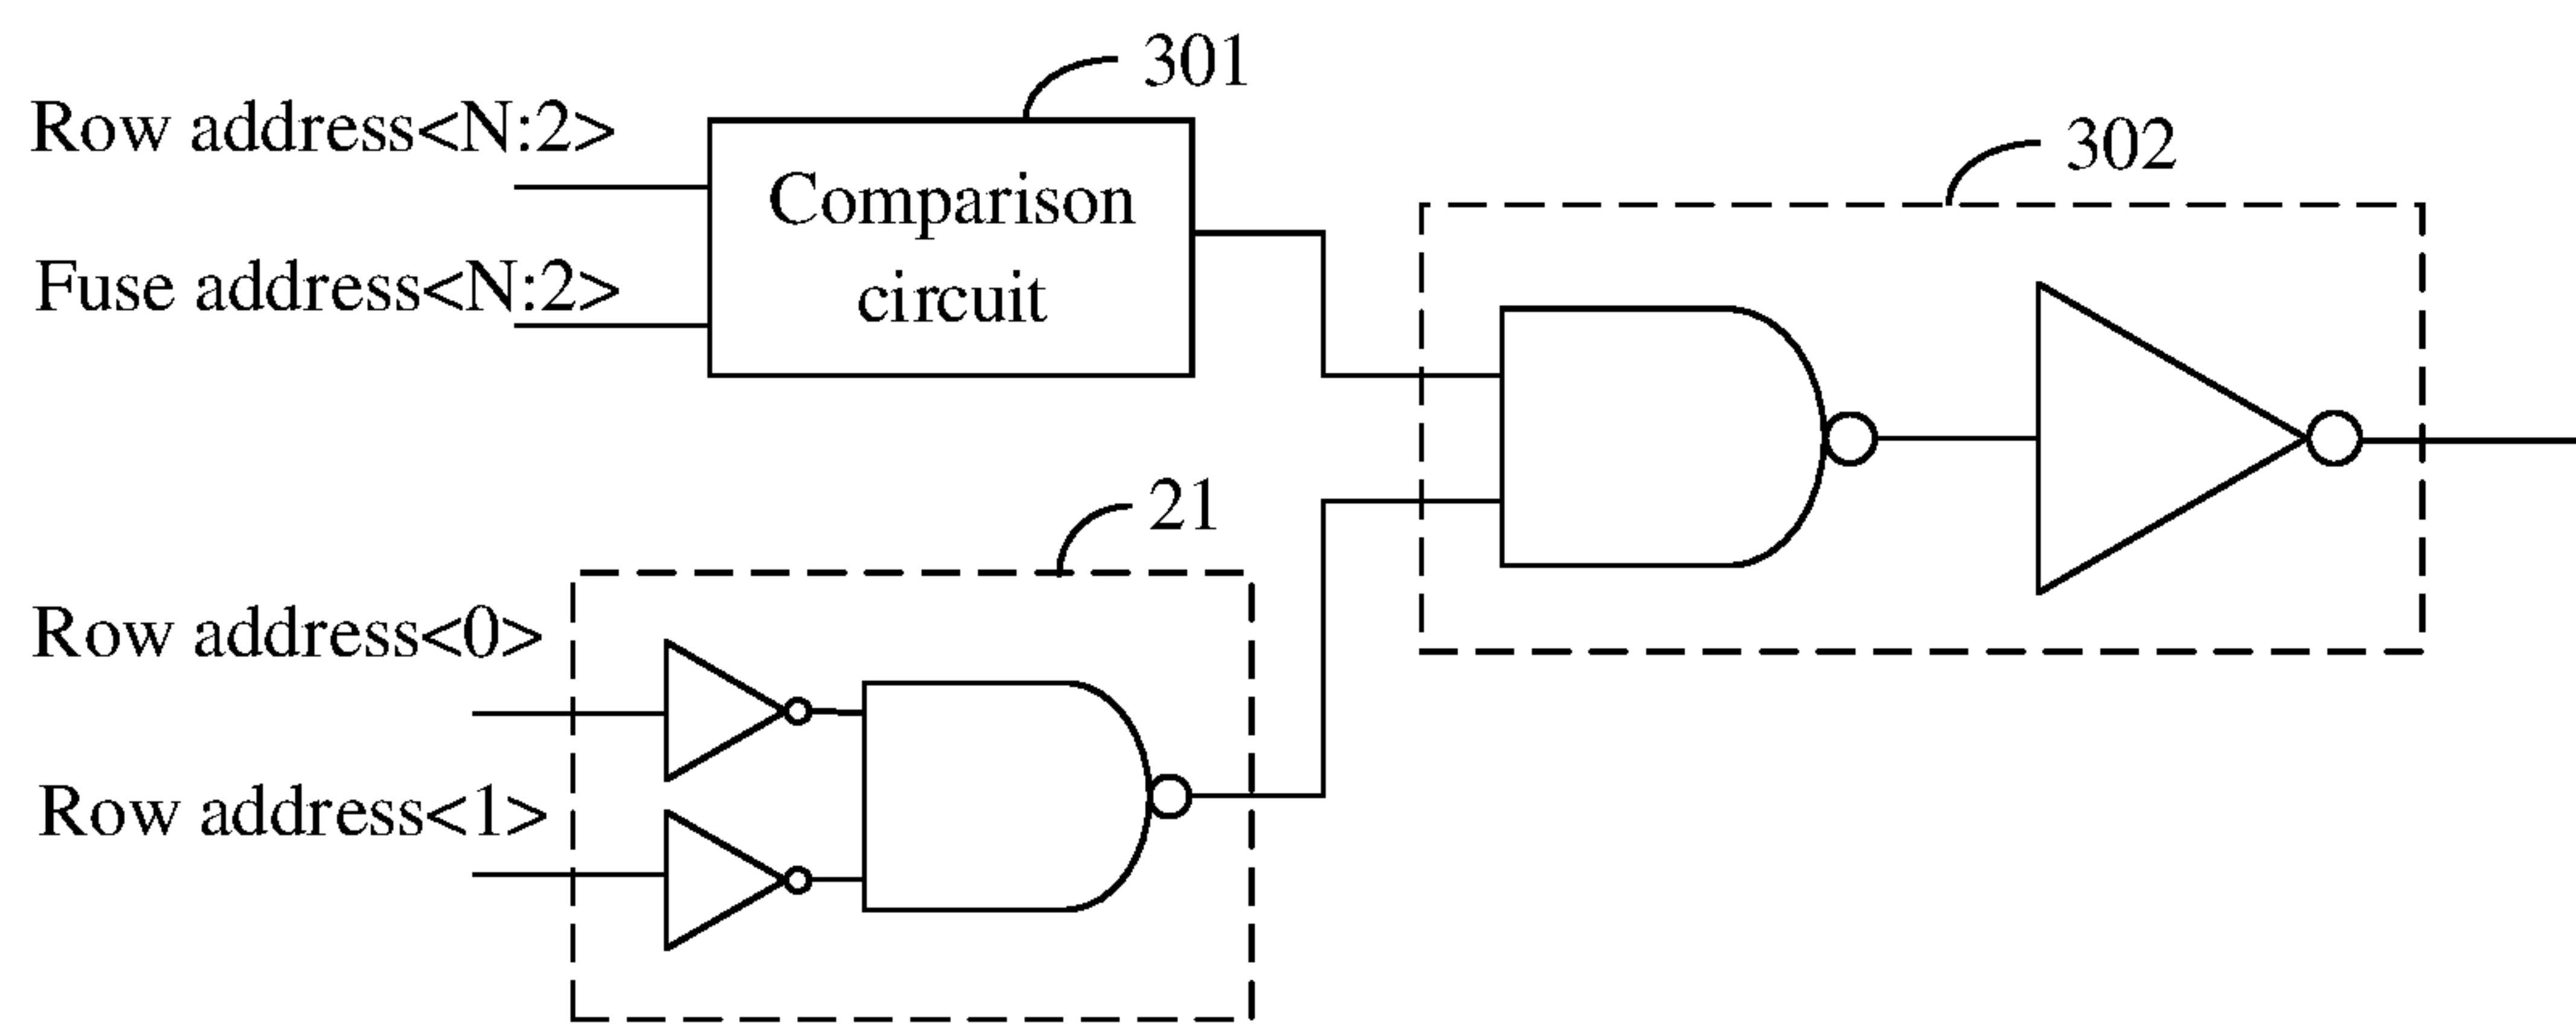 301
Row address<N:2>
302
Comparison
circuit
Fuse address<N:2>
21
Row address<0>
Row address<1>